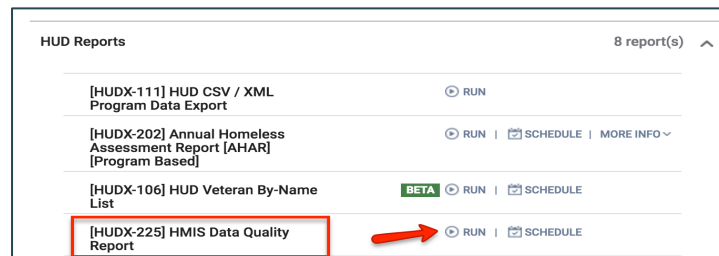 HUD Reports 8 report(s)
[HUDX-111] HUD CSV / XML RUN
Program Data Export
[HUDX-202] Annual Homeless RUN | SCHEDULE | MORE INFO
Assessment Report [AHAR]
[Program Based]
[HUDX-106] HUD Veteran By-Name BETA RUN | SCHEDULE
List
[HUDX-225] HMIS Data Quality RUN | SCHEDULE
Report